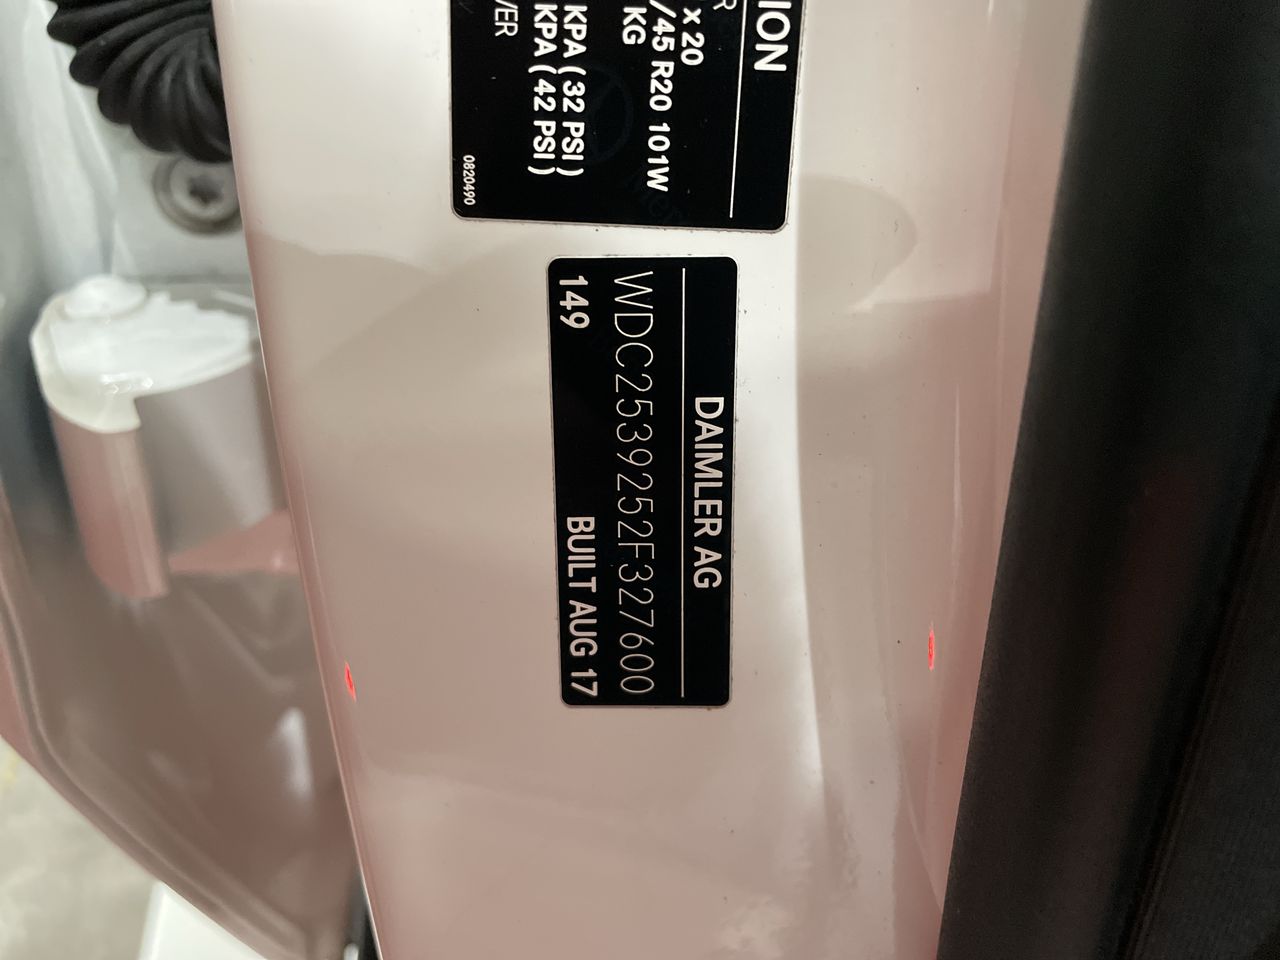 ION
R
x 20
/45 R20 101W
KG
KPA ( 32 PSI )
KPA ( 42 PSI )
VER
0820490
DAIMLER AG
WDC2539252F327600
149 BUILT AUG 17